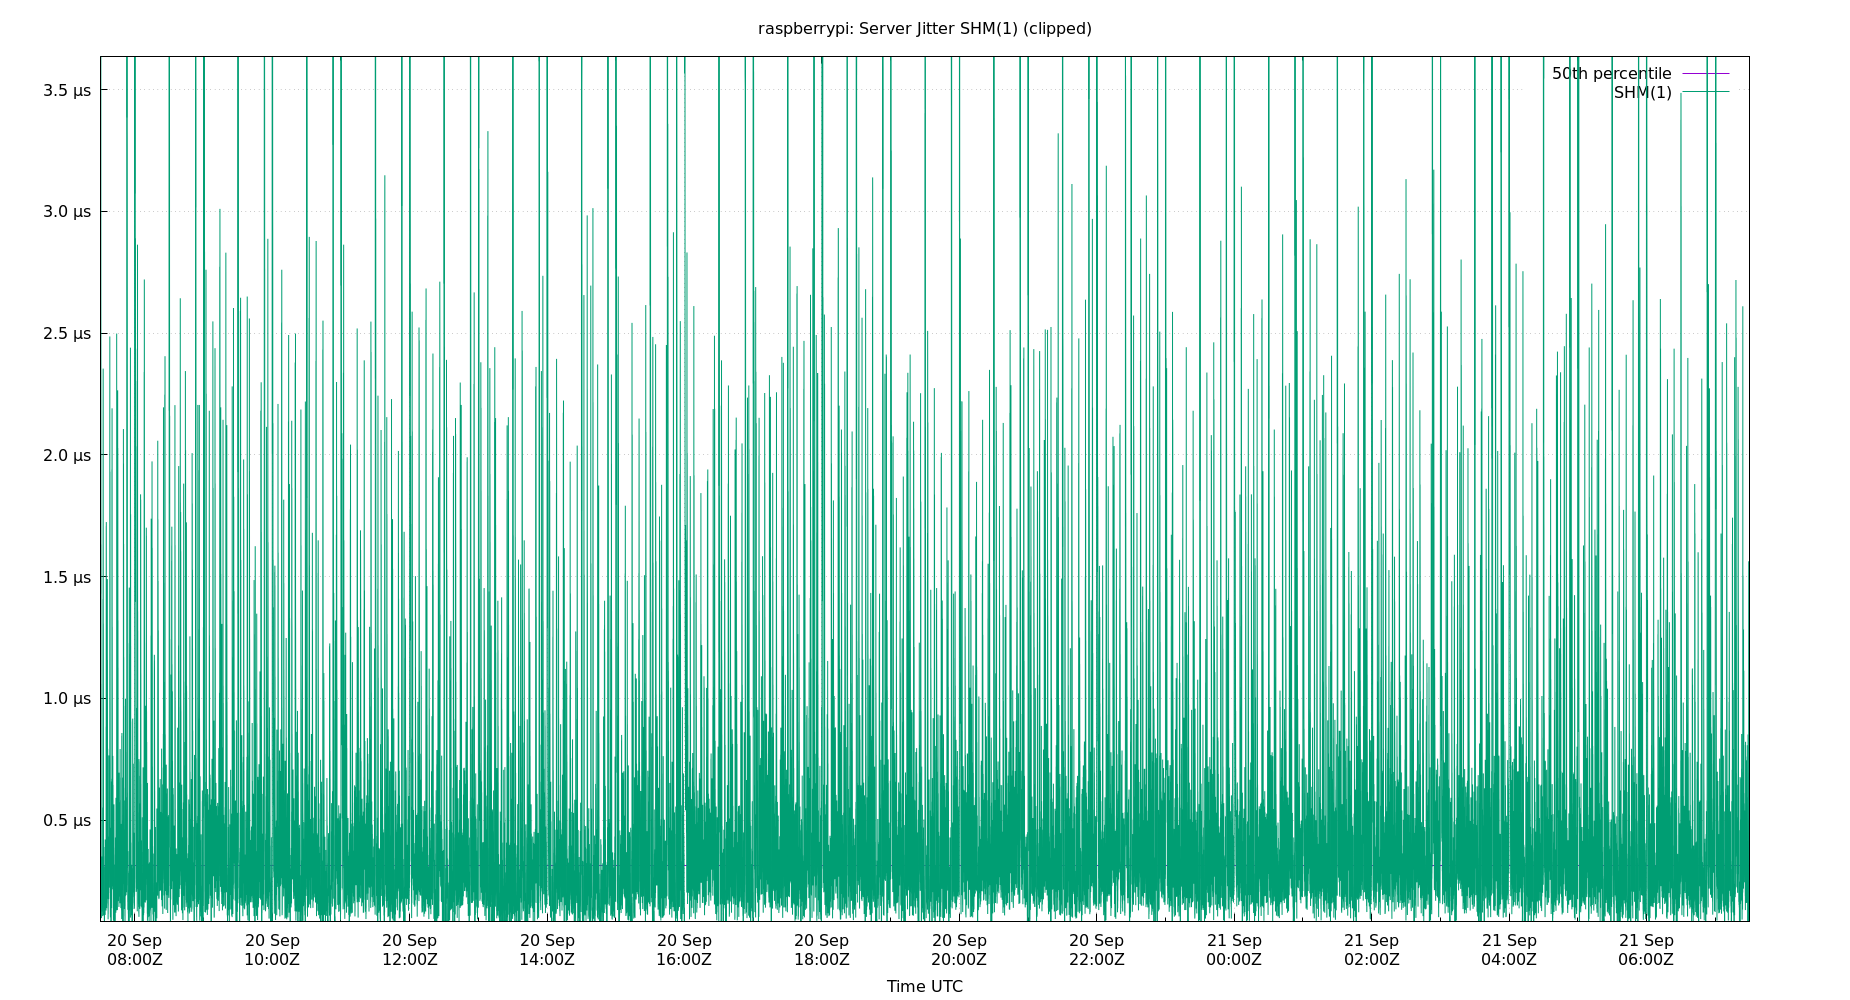 raspberrypi: Server Jitter SHM(1) (clipped)
50th percentile
SHM(1)
3.5 µs
3.0 µs
2.5 µs
2.0 µs
1.5 µs
1.0 µs
0.5 µs
20 Sep 20 Sep 20 Sep 20 Sep 20 Sep 20 Sep 20 Sep 20 Sep 21 Sep 21 Sep 21 Sep 21 Sep
08:00Z 10:00Z 12:00Z 14:00Z 16:00Z 18:00Z 20:00Z 22:00Z 00:00Z 02:00Z 04:00Z 06:00Z
Time UTC